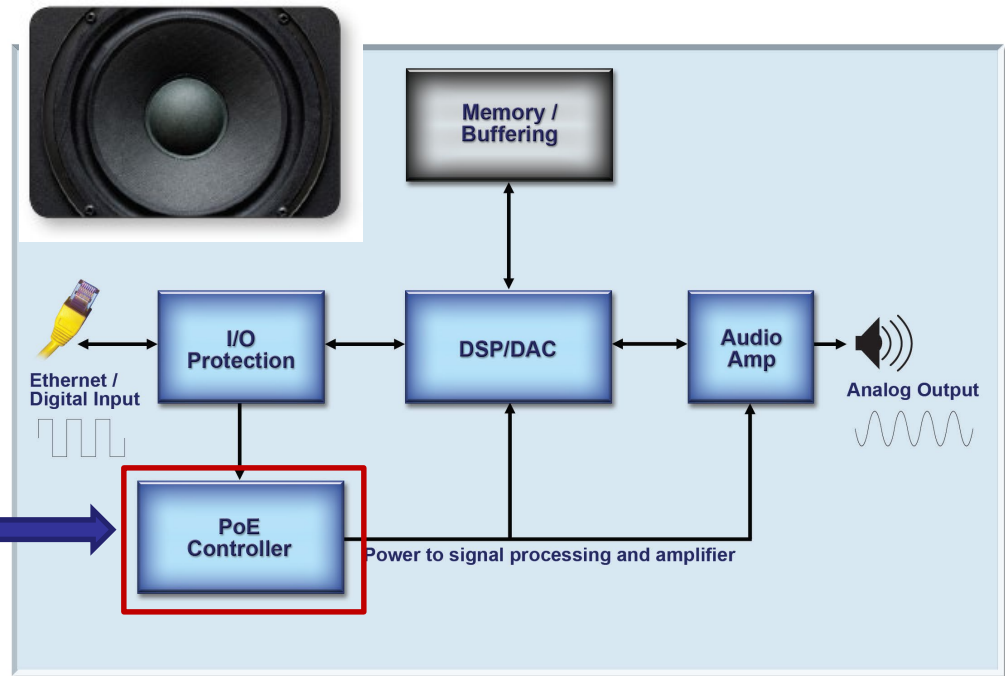 Memory /
Buffering
I/O
Protection
DSP/DAC
Audio
Amp
Ethernet /
Digital Input
Analog Output
PoE
Controller
Power to signal processing and amplifier